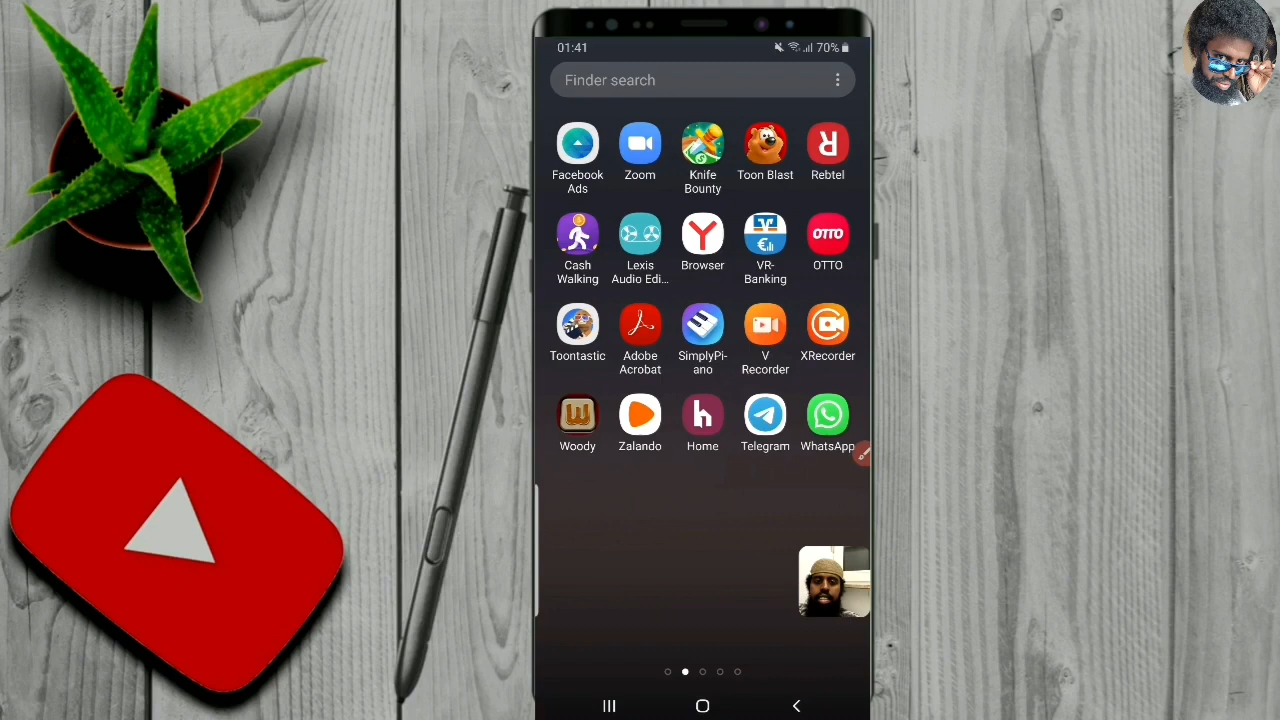 01:41
70%
Finder search
Facebook
Ads
Zoom
Knife
Bounty
Toon Blast
Rebtel
Cash
Walking
Lexis
Audio Edi...
Browser
VR-
Banking
OTTO
OTTO
Toontastic
Adobe
Acrobat
SimplyPi-
ano
V
Recorder
XRecorder
Woody
Zalando
Home
Telegram
WhatsApp